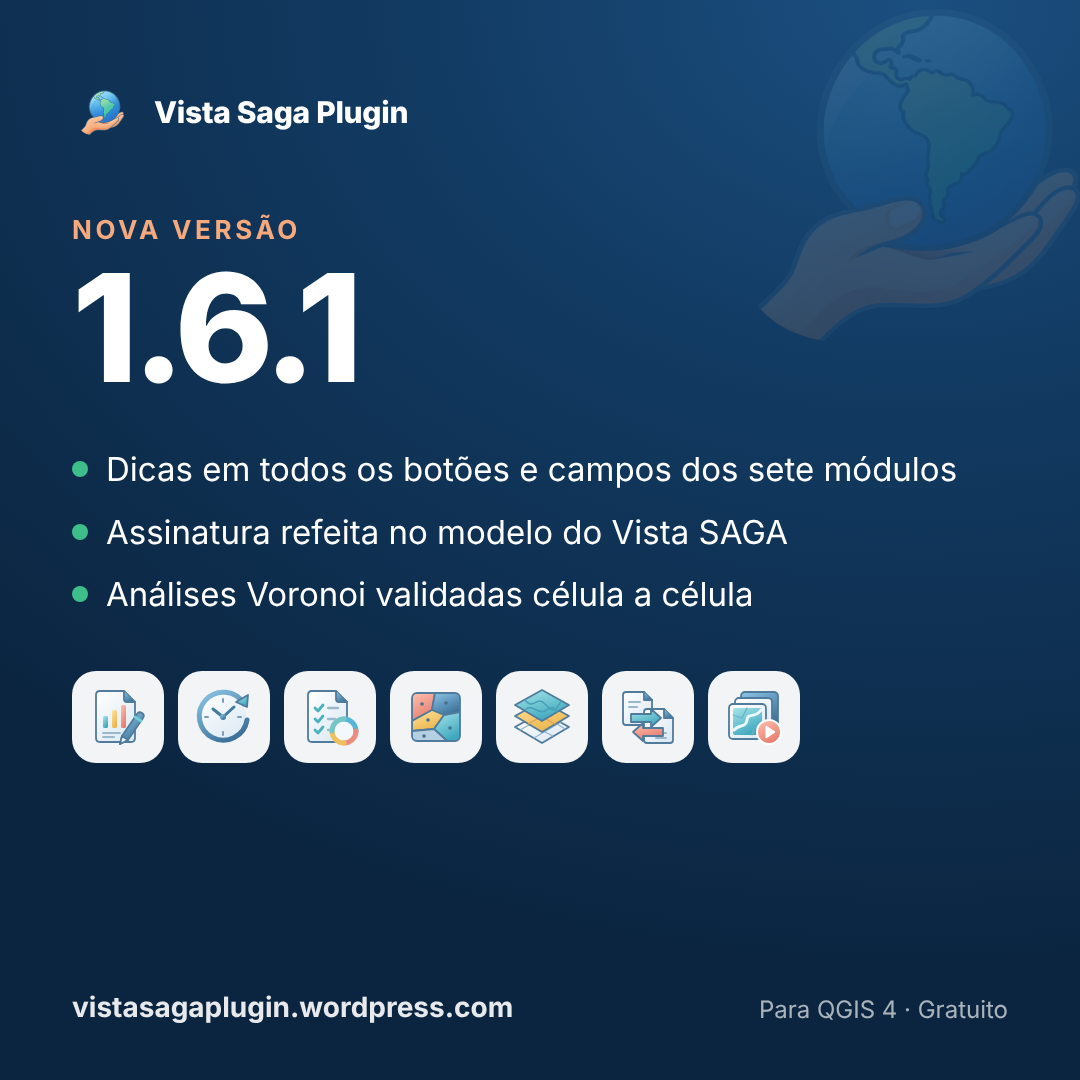 Vista Saga Plugin
NOVA VERSÃO
1.6.1
Dicas em todos os botões e campos dos sete módulos
Assinatura refeita no modelo do Vista SAGA
Análises Voronoi validadas célula a célula
vistasagaplugin.wordpress.com
Para QGIS 4 · Gratuito